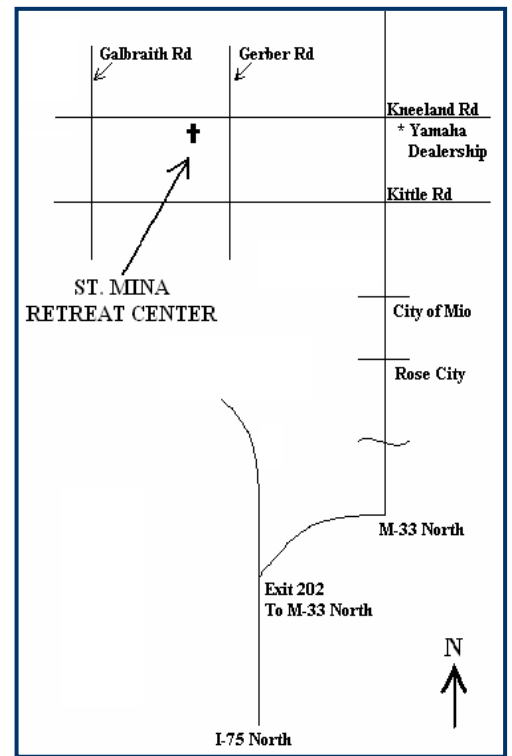 Galbraith Rd
Gerber Rd
Kneeland Rd
* Yamaha
Dealership
Kittle Rd
ST. MINA
RETREAT CENTER
City of Mio
Rose City
M-33 North
Exit 202
To M-33 North
N
I-75 North